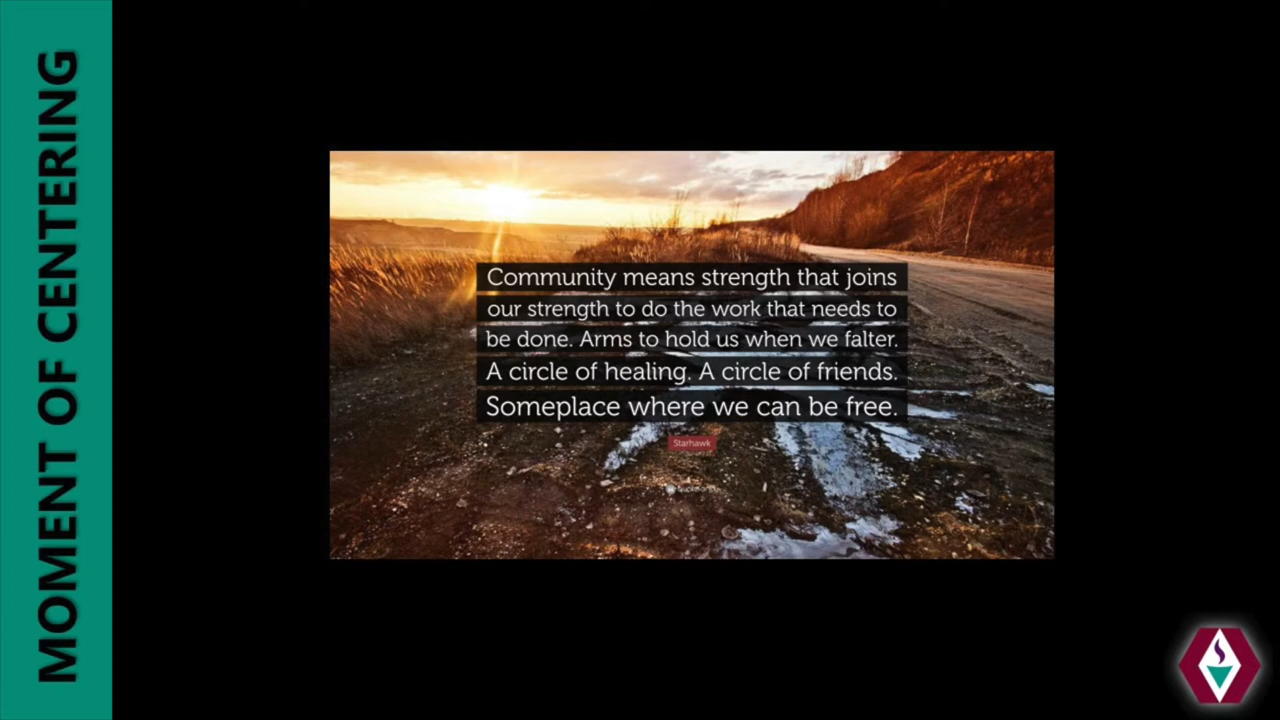 MOMENT OF CENTERING
Community means strength that joins
our strength to do the work that needs to
be done. Arms to hold us when we falter.
A circle of healing. A circle of friends.
Someplace where we can be free.
Starhawk